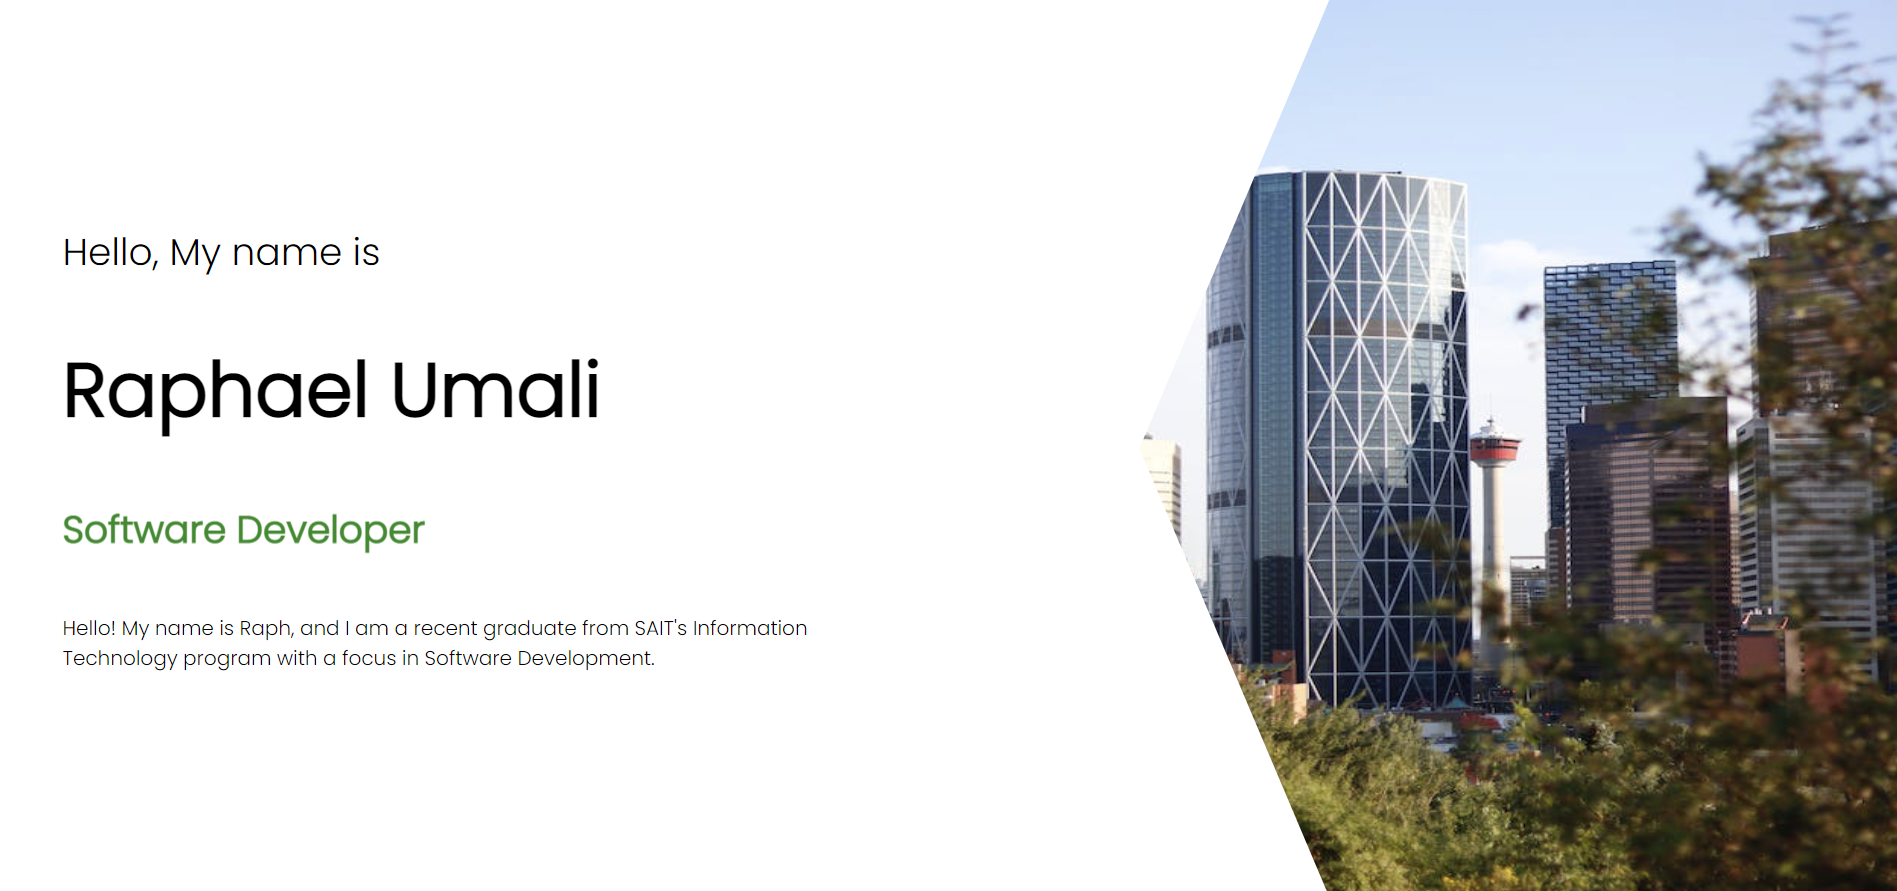 Hello, My name is
Raphael Umali
Software Developer
Hello! My name is Raph, and I am a recent graduate from SAIT's Information
Technology program with a focus in Software Development.